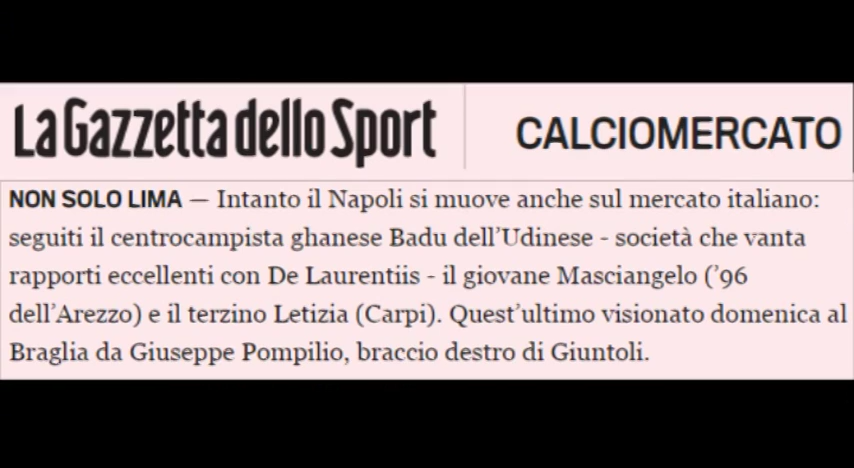 La Gazzetta dello Sport
CALCIOMERCATO
NON SOLO LIMA — Intanto il Napoli si muove anche sul mercato italiano:
seguiti il centrocampista ghanese Badu dell'Udinese - società che vanta
rapporti eccellenti con De Laurentiis - il giovane Masciangelo ('96
dell'Arezzo) e il terzino Letizia (Carpi). Quest'ultimo visionato domenica al
Braglia da Giuseppe Pompilio, braccio destro di Giuntoli.